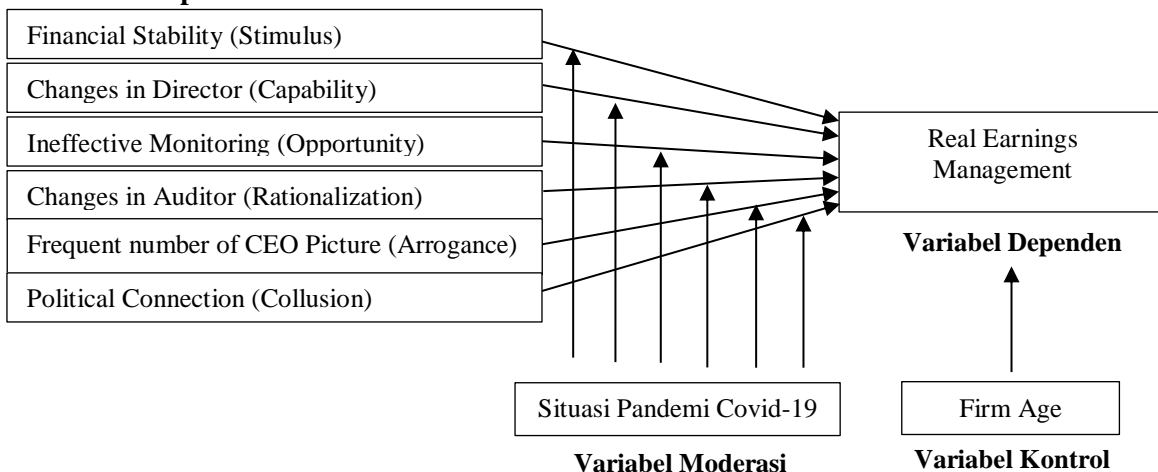 Financial Stability (Stimulus)
Changes in Director (Capability)
Ineffective Monitoring (Opportunity)
Changes in Auditor (Rationalization)
Frequent number of CEO Picture (Arrogance)
Political Connection (Collusion)
Real Earnings
Management
Variabel Dependen
Situasi Pandemi Covid-19
Firm Age
Variabel Moderasi
Variabel Kontrol